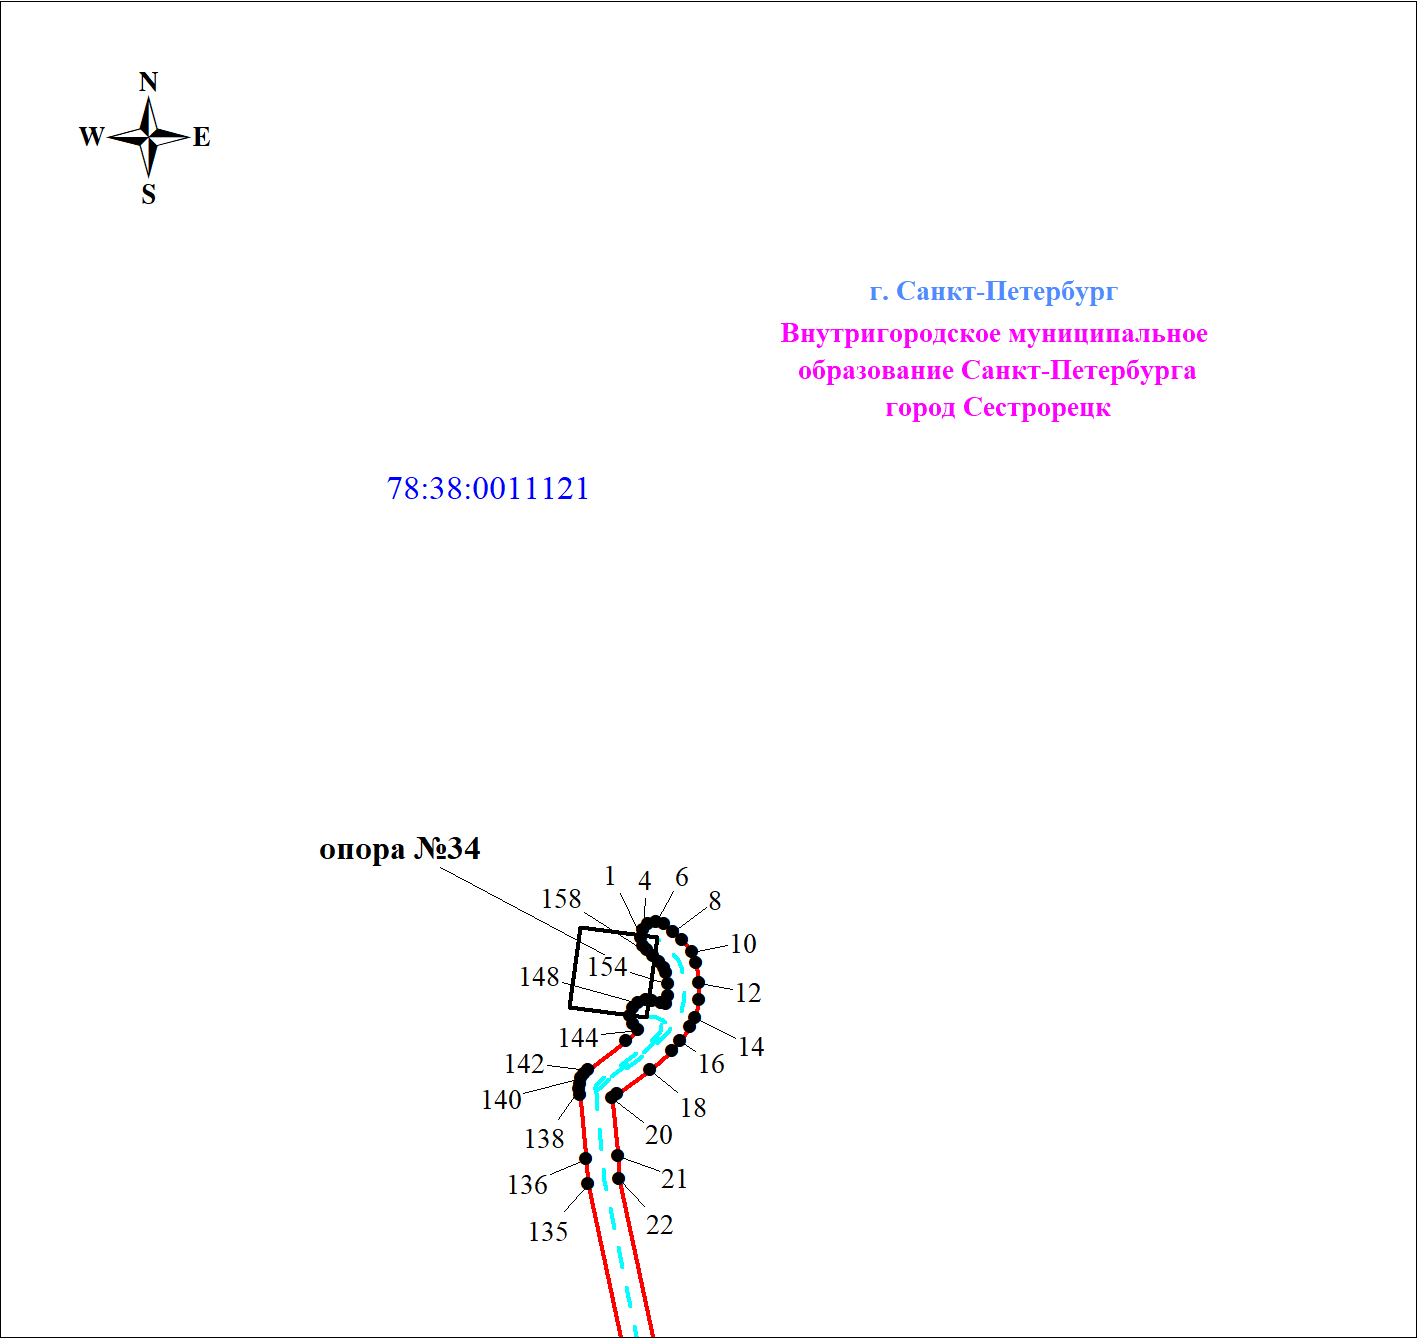 N
W E
S
г. Санкт-Петербург
Внутригородское муниципальное
образование Санкт-Петербурга
город Сестрорецк
78:38:0011121
опора №34
1
4
6
158
8
10
154
148
12
144
14
142
16
140
18
138
20
136
21
135
22